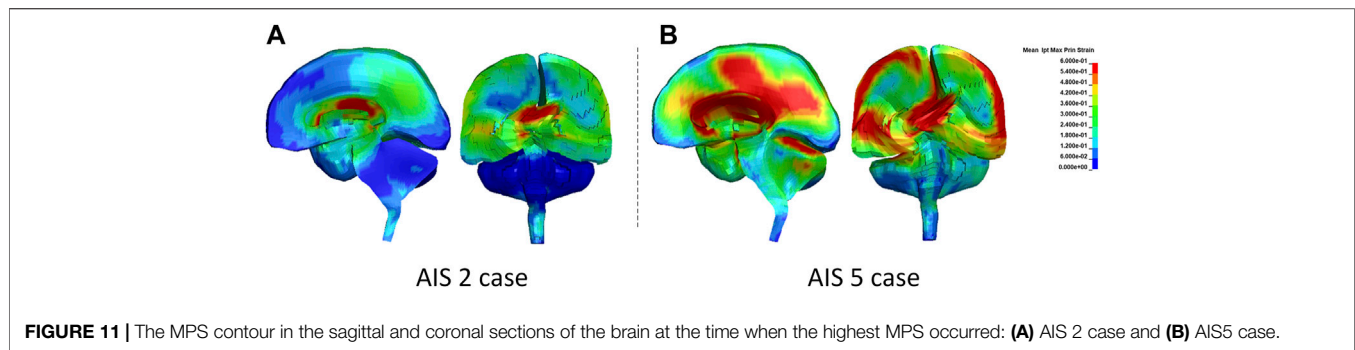 A
B
Mean Ipt Max Prin Strain
6.000e-01
5.400e-01
4.800e-01
4.200e-01
3.600e-01
3.000e-01
2.400e-01
1.800e-01
1.200e-01
6.000e-02
0.000e+00
AIS 2 case
AIS 5 case
FIGURE 11 | The MPS contour in the sagittal and coronal sections of the brain at the time when the highest MPS occurred: (A) AIS 2 case and (B) AIS5 case.